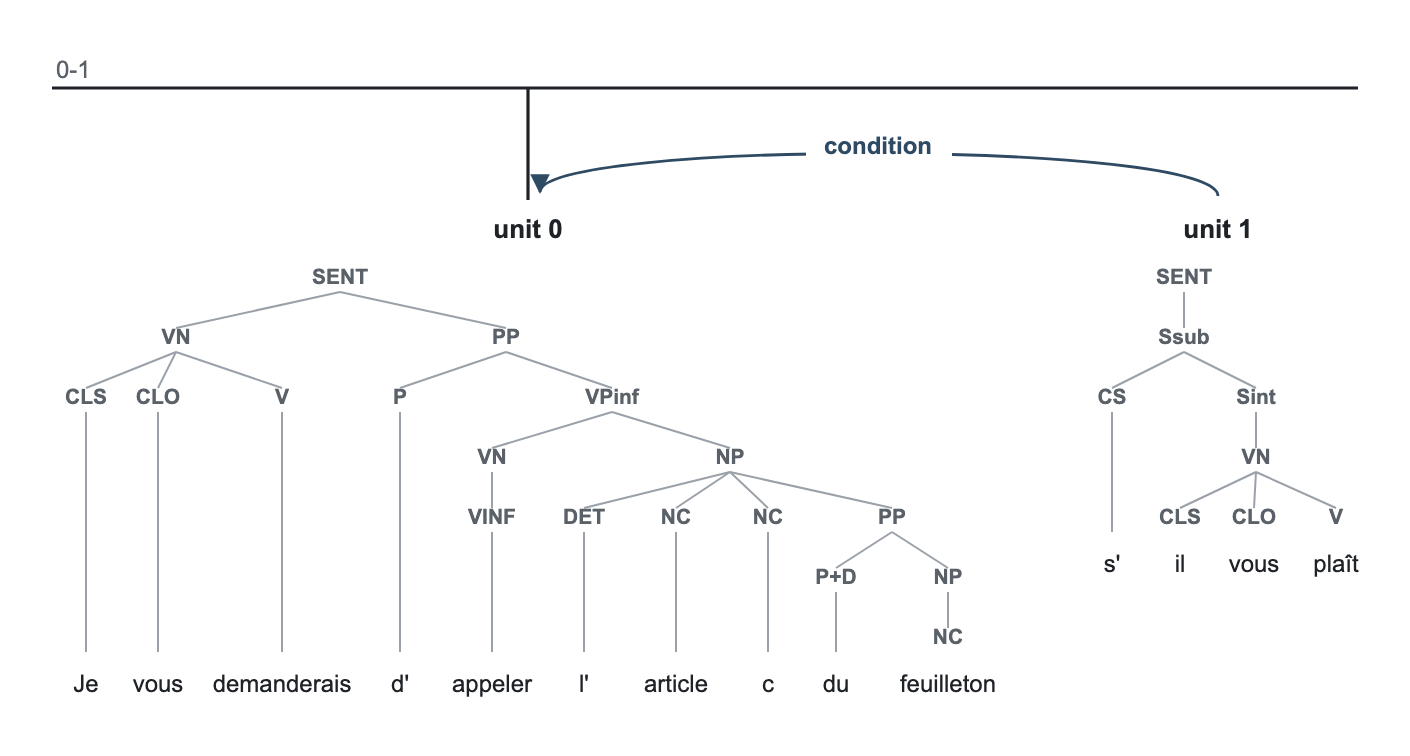 0-1
condition
unit 0 unit 1
SENT SENT
VN PP Ssub
CLS CLO V P VPinf CS Sint
VN NP VN
VINF DET NC NC PP CLS CLO V
s' il vous plaît
P+D NP
NC
Je vous demanderais d' appeler l' article c du feuilleton